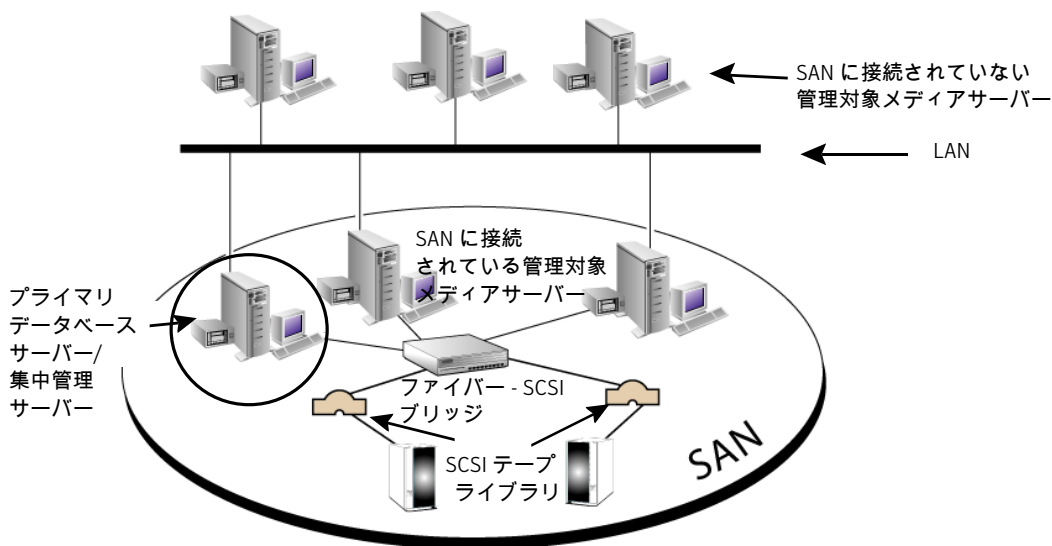 SAN に接続されていない
管理対象メディアサーバー
LAN
SAN に接続
されている管理対象
メディアサーバー
プライマリ
データベース
サーバー/
集中管理
サーバー
ファイバー - SCSI
ブリッジ
SCSI テープ
ライブラリ
SAN